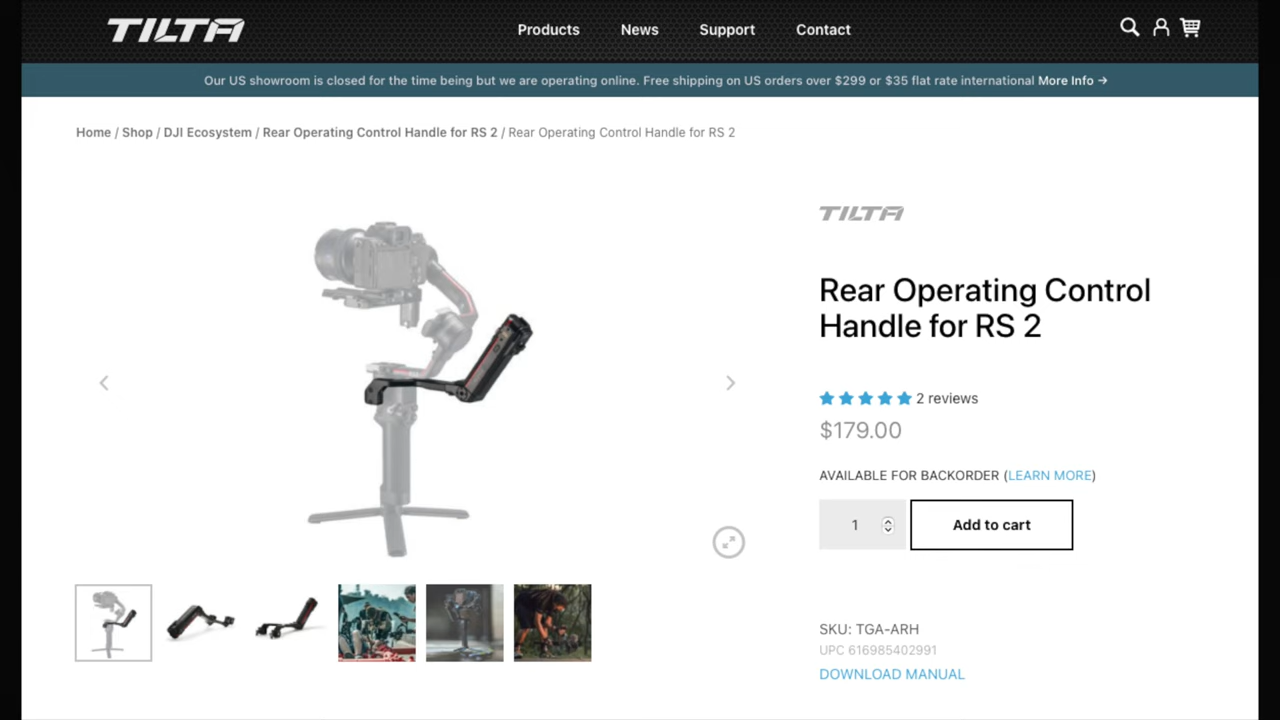 TILTA
Products News Support Contact
Our US showroom is closed for the time being but we are operating online. Free shipping on US orders over $299 or $35 flat rate international More Info →
Home / Shop / DJI Ecosystem / Rear Operating Control Handle for RS 2 / Rear Operating Control Handle for RS 2
TILTA
Rear Operating Control
Handle for RS 2
2 reviews
$179.00
AVAILABLE FOR BACKORDER (LEARN MORE)
1 Add to cart
SKU: TGA-ARH
UPC 616985402991
DOWNLOAD MANUAL